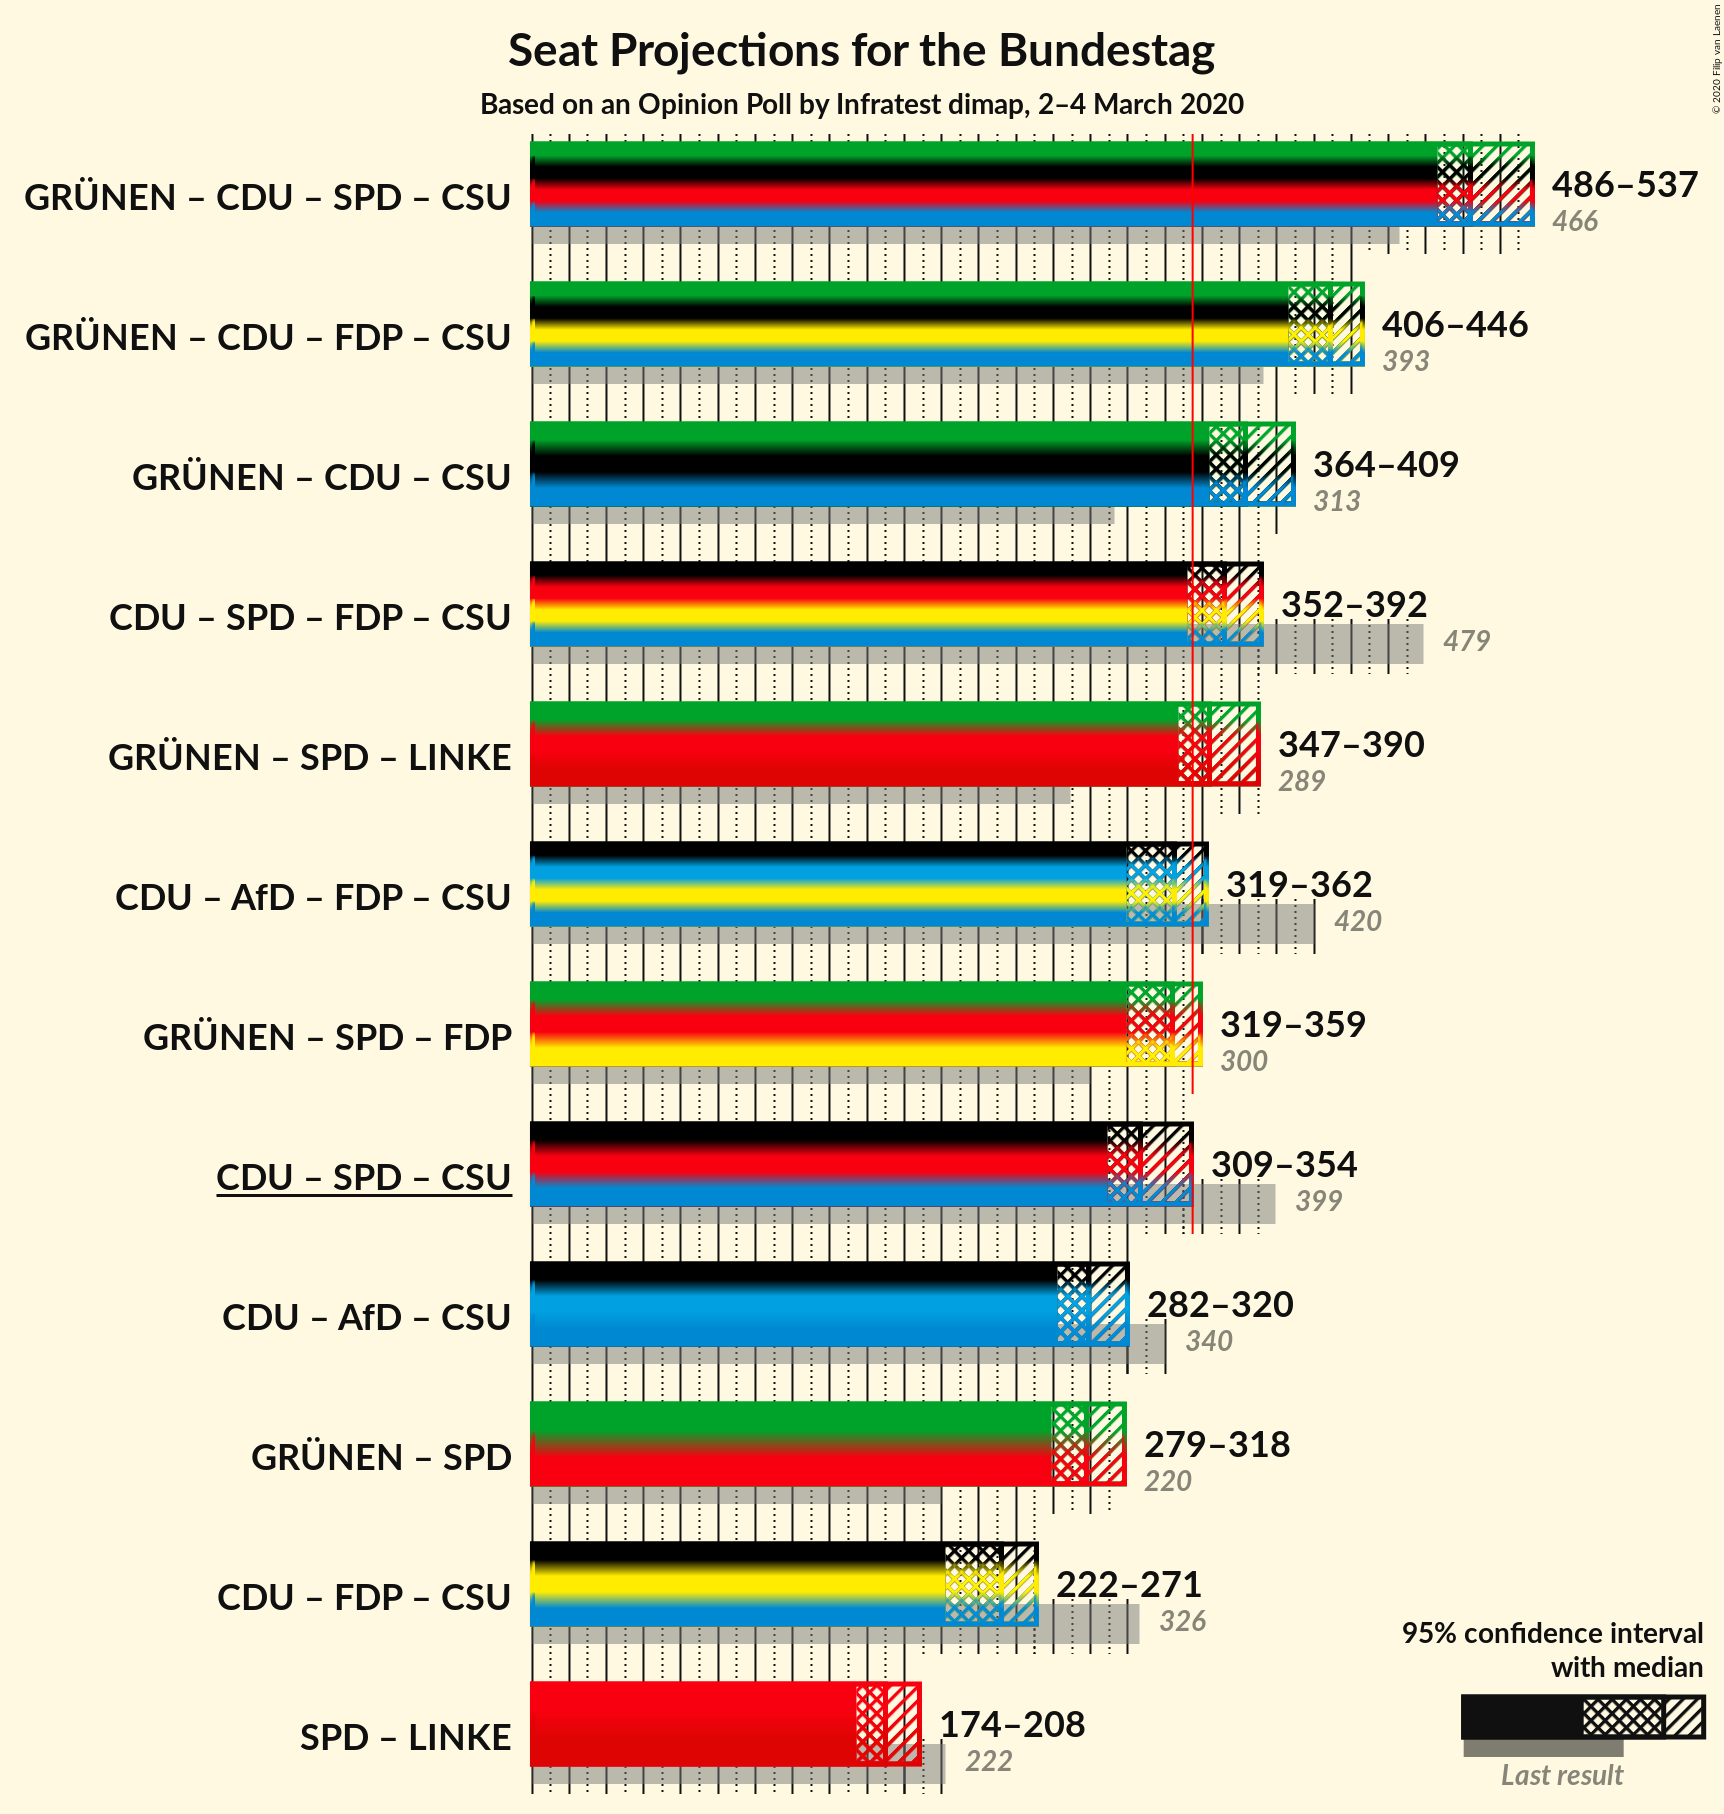 Seat Projections for the Bundestag
Based on an Opinion Poll by Infratest dimap, 2–4 March 2020
© 2020 Filip van Laenen
GRÜNEN – CDU – SPD – CSU
486–537
466
GRÜNEN – CDU – FDP – CSU
406–446
393
GRÜNEN – CDU – CSU
364–409
313
CDU – SPD – FDP – CSU
352–392
479
GRÜNEN – SPD – LINKE
347–390
289
CDU – AfD – FDP – CSU
319–362
420
GRÜNEN – SPD – FDP
319–359
300
CDU – SPD – CSU
309–354
399
CDU – AfD – CSU
282–320
340
GRÜNEN – SPD
279–318
220
CDU – FDP – CSU
222–271
326
SPD – LINKE
174–208
222
95% confidence interval
with median
Last result